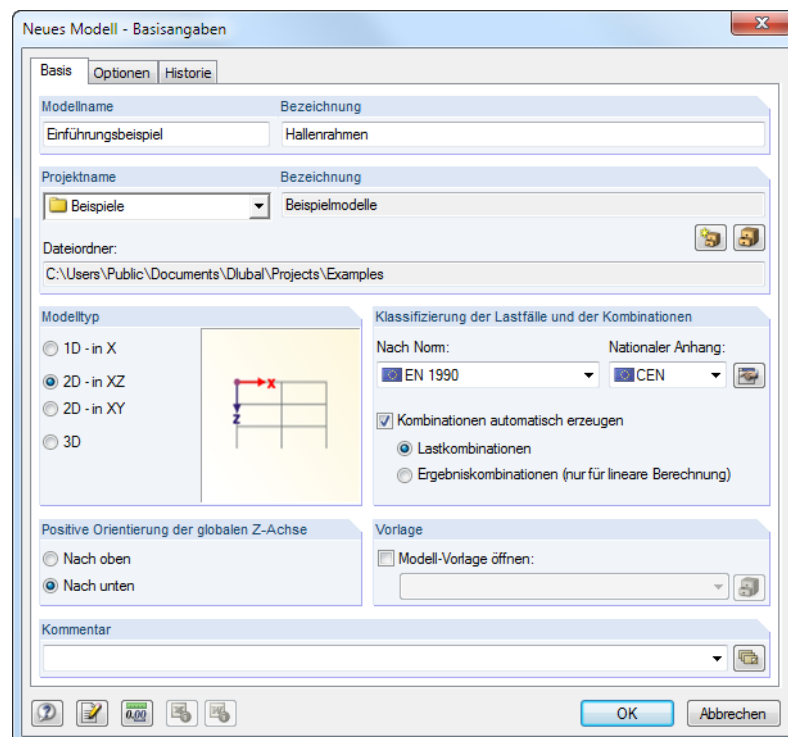 Neues Modell - Basisangaben
Basis Optionen Historie
Modellname Bezeichnung
Einführungsbeispiel Hallenrahmen
Projektname Bezeichnung
Beispiele Beispielmodelle
Dateiordner:
C:\Users\Public\Documents\Dlubal\Projects\Examples
Modelltyp
1D - in X
2D - in XZ
2D - in XY
3D
X
Z
Klassifizierung der Lastfälle und der Kombinationen
Nach Norm: Nationaler Anhang:
EN 1990 CEN
Kombinationen automatisch erzeugen
Lastkombinationen
Ergebniskombinationen (nur für lineare Berechnung)
Positive Orientierung der globalen Z-Achse
Nach oben
Nach unten
Vorlage
Modell-Vorlage öffnen:
Kommentar
0.00 OK Abbrechen